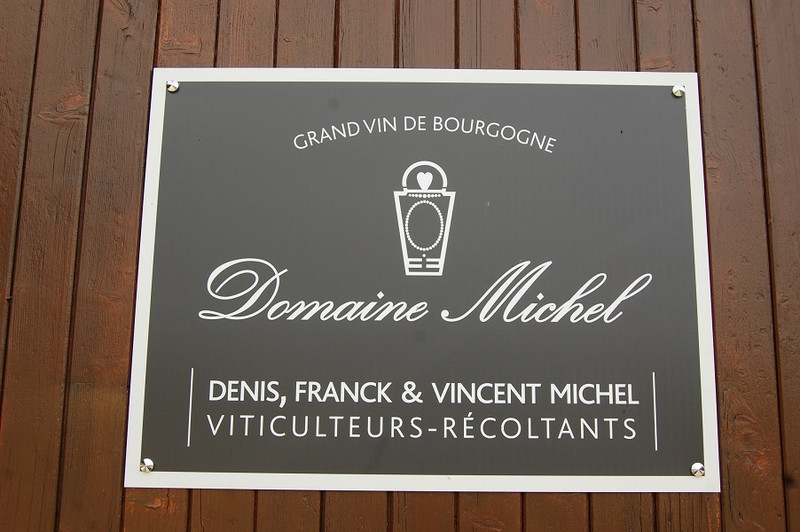 GRAND VIN DE BOURGOGNE
Domaine Michel
DENIS, FRANCK & VINCENT MICHEL
VITICULTEURS-RÉCOLTANTS